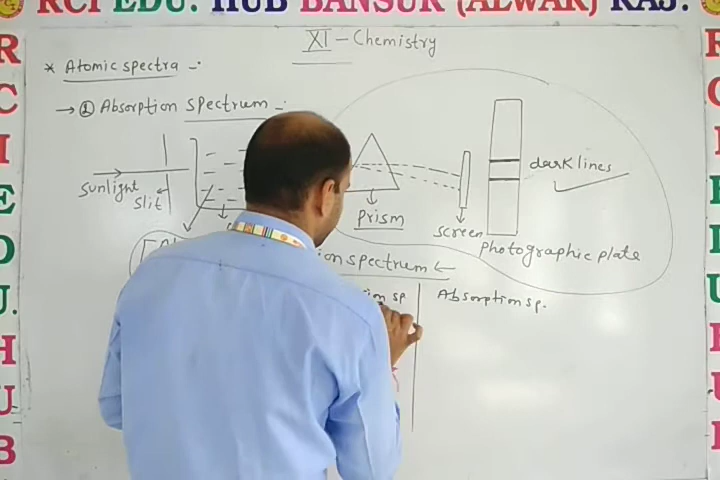 RCI EDU. HUB BANSUR (ALWAR) RAJ.
XI - Chemistry
* Atomic spectra -:
→ ① Absorption spectrum -:
sunlight
slit
Prism
screen
dark lines
photographic plate
spectrum ←
sp.
Absorption sp.
R
C
I
E
D
U.
H
U
B